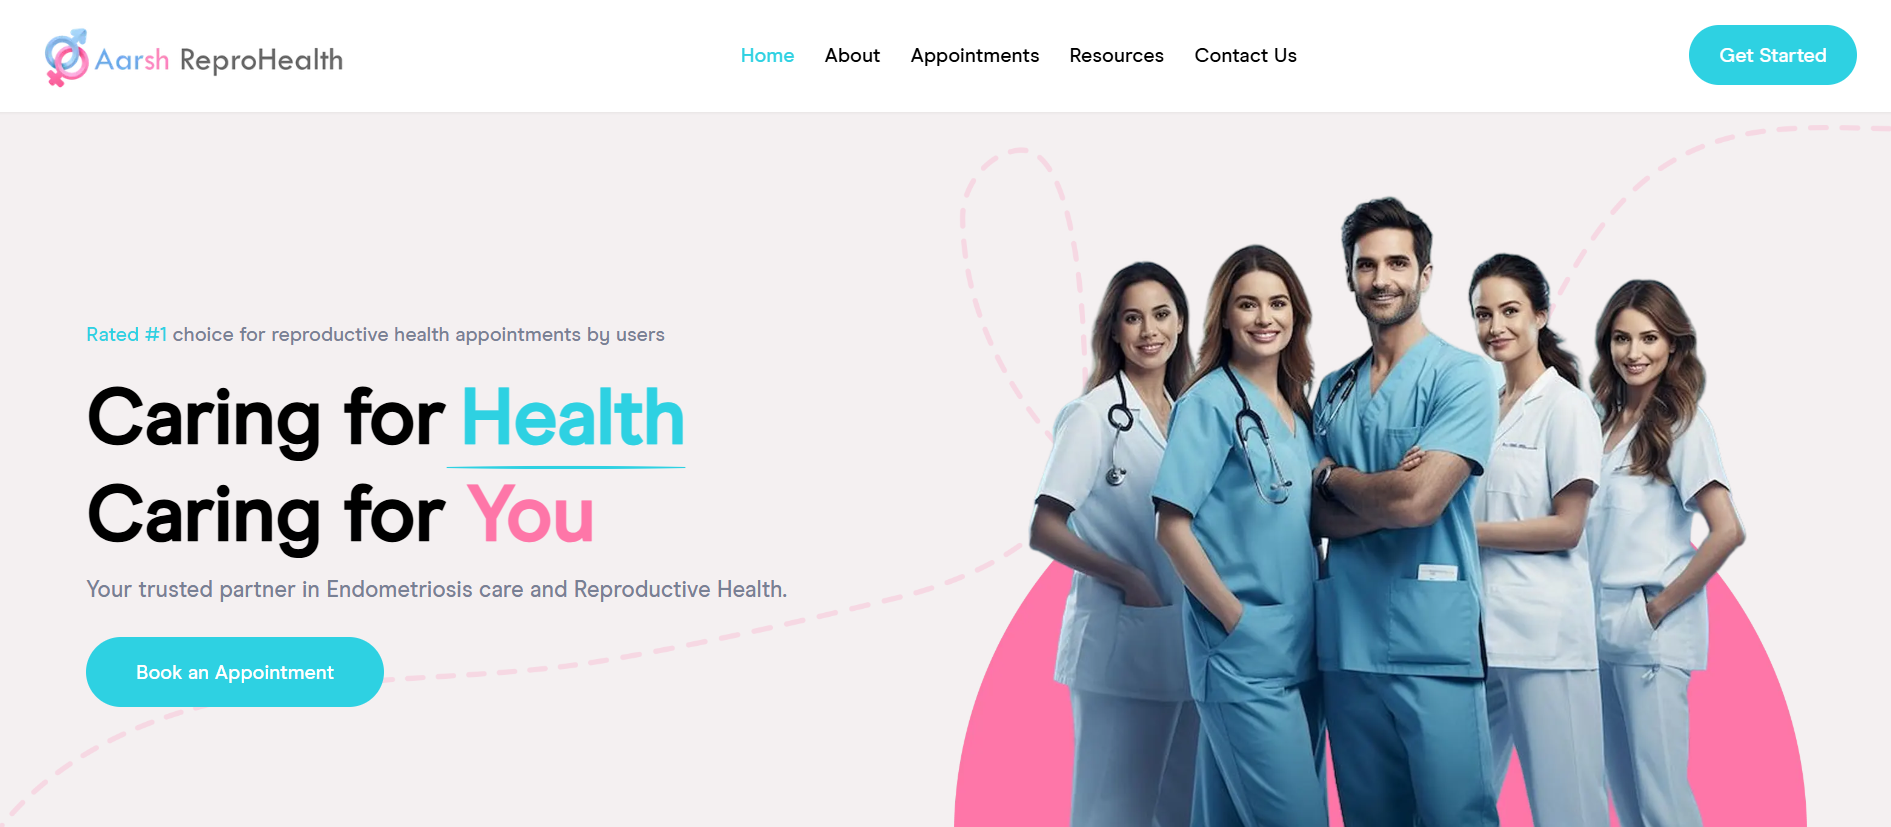 Aarsh ReproHealth
Home About Appointments Resources Contact Us
Get Started
Rated #1 choice for reproductive health appointments by users
Caring for Health
Caring for You
Your trusted partner in Endometriosis care and Reproductive Health.
Book an Appointment